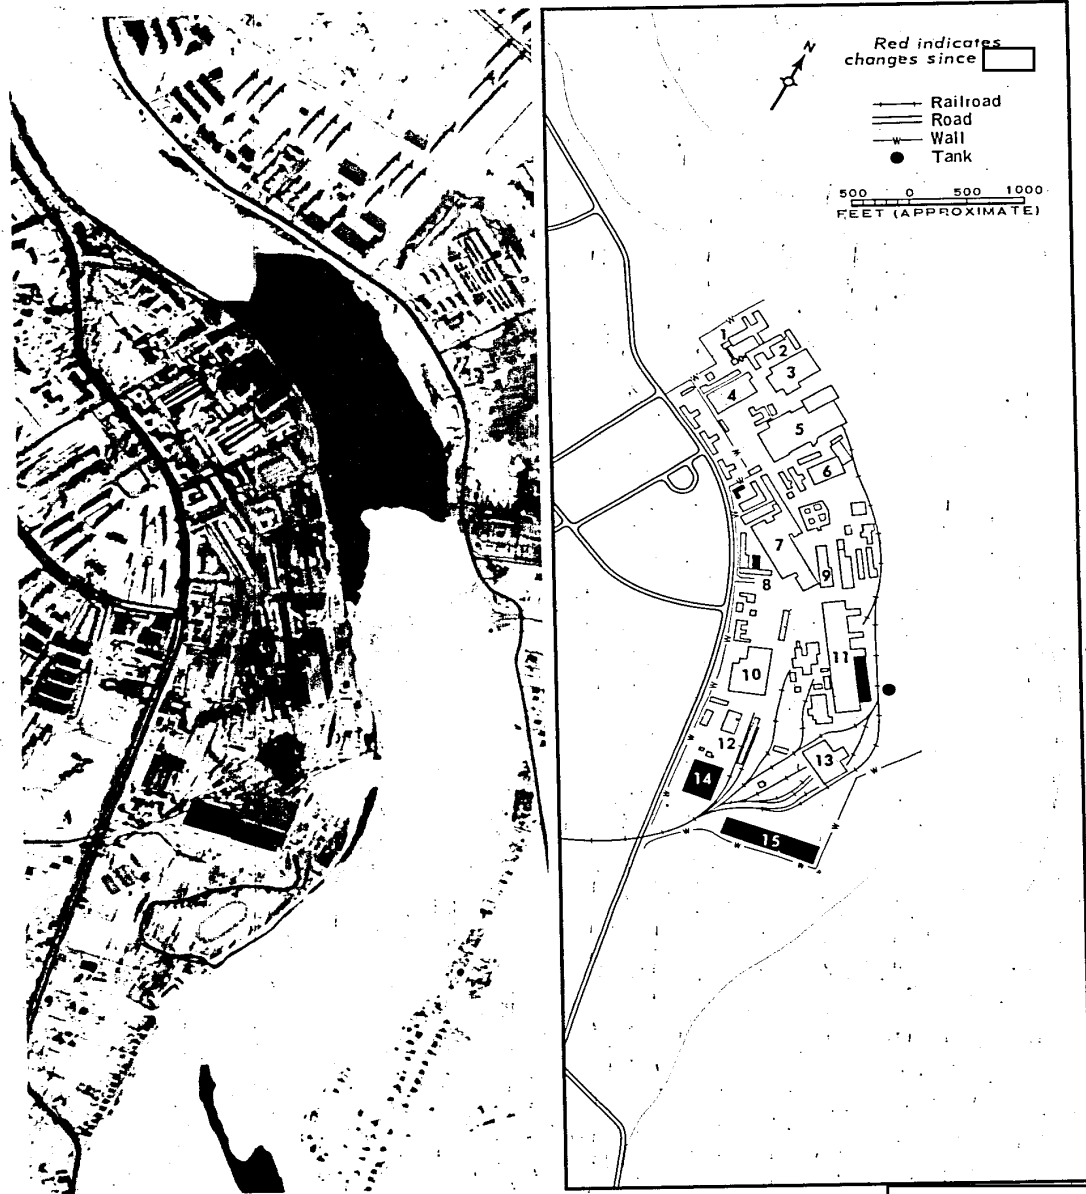 N
Red indicates
changes since
Railroad
Road
W Wall
Tank
500 0 500 1000
FEET (APPROXIMATE)
W
1
2
3
W
4
5
W
6
W
W
7
9
8
W
W
11
10
W
W
12
13
W
14
W
W
W
15
W
W